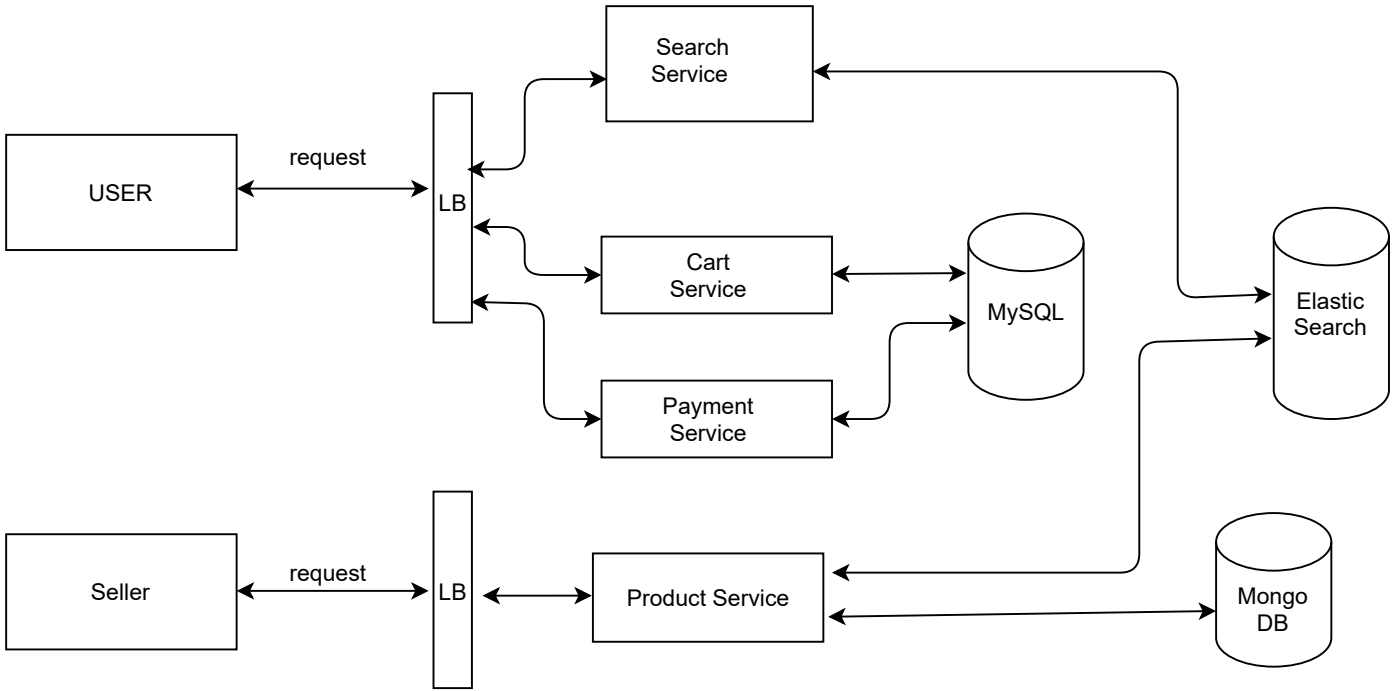 Search
Service
request
USER
LB
Cart
Service
MySQL
Elastic
Search
Payment
Service
request
Seller
LB
Product Service
Mongo
DB